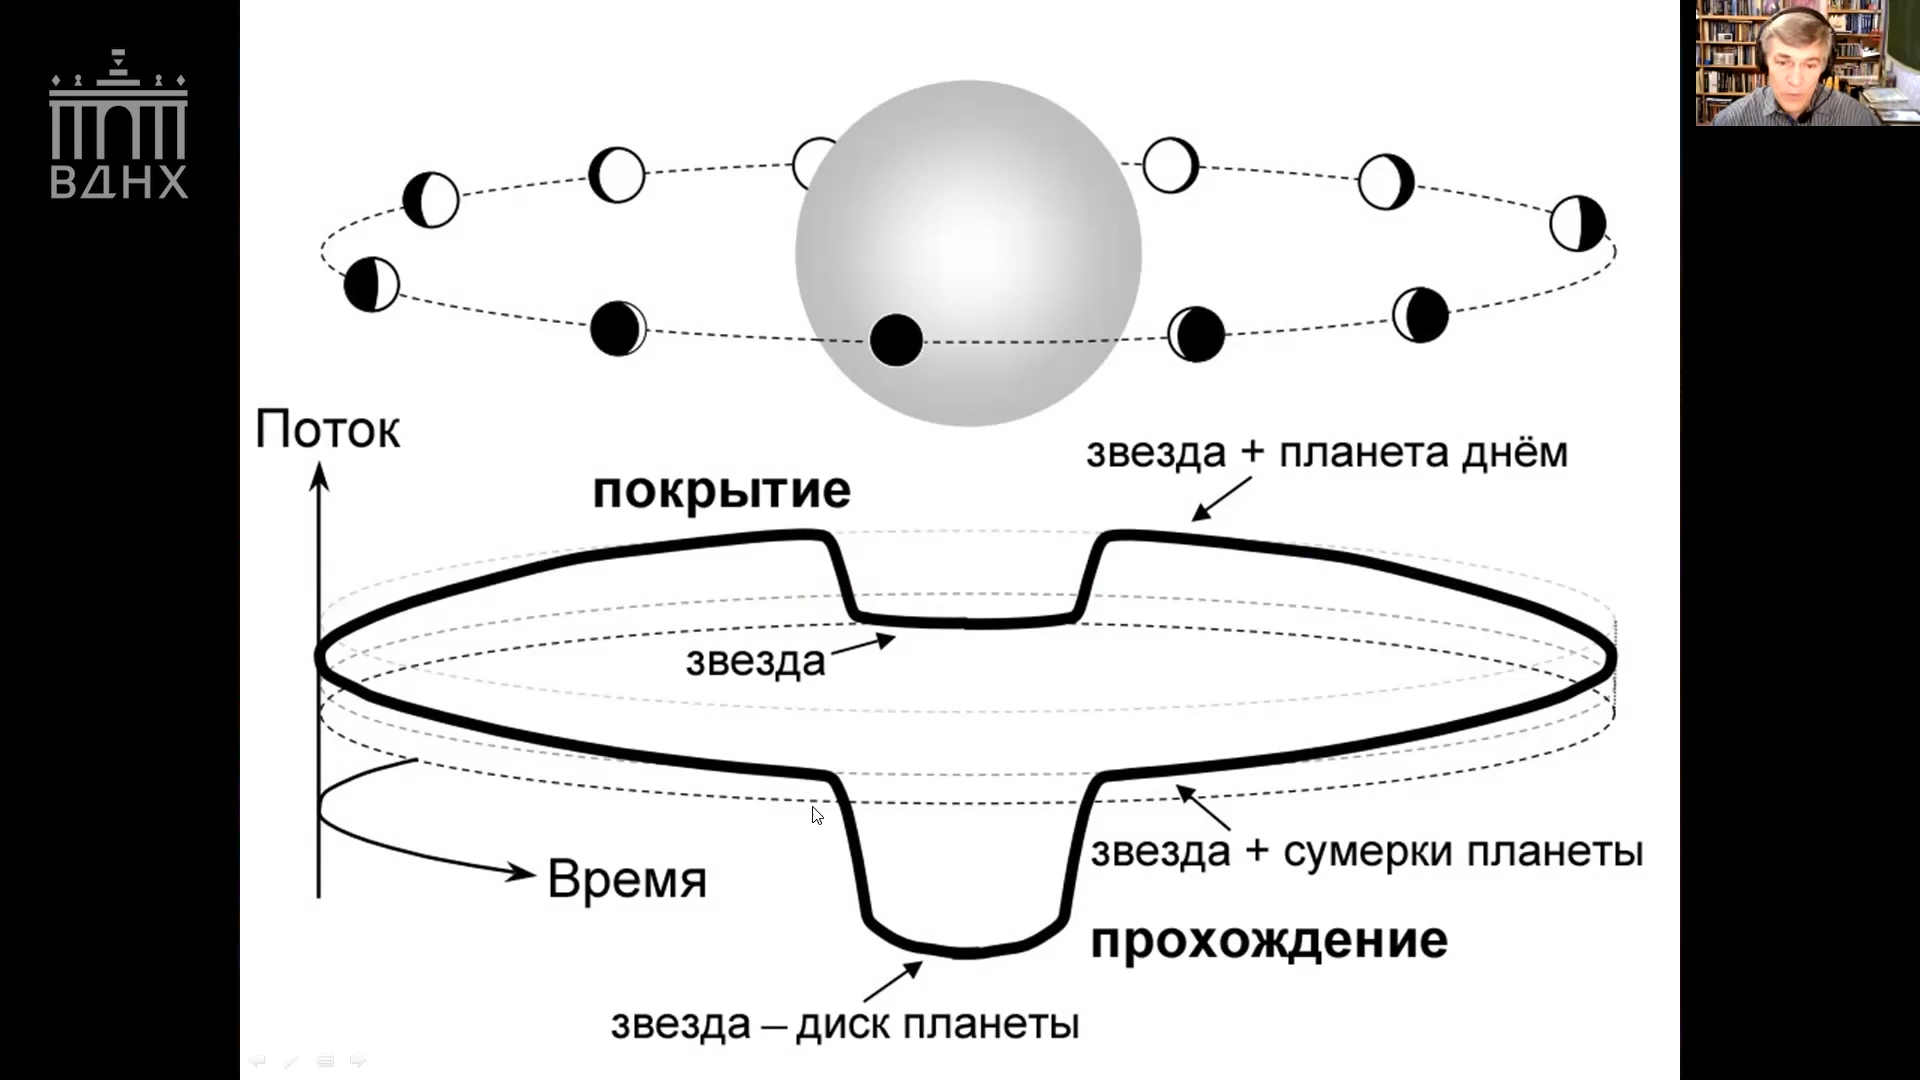 ВДНХ
Поток
покрытие
звезда + планета днём
звезда
звезда + сумерки планеты
Время
прохождение
звезда – диск планеты